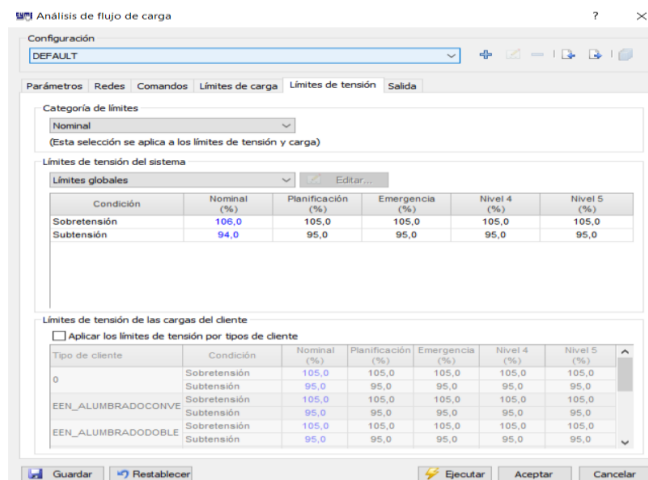 Análisis de flujo de carga
Configuración
DEFAULT
Parámetros Redes Comandos Límites de carga Límites de tensión Salida
Categoría de límites
Nominal
(Esta selección se aplica a los límites de tensión y carga)
Límites de tensión del sistema
Límites globales Editar...
Condición Nominal (%) Planificación (%) Emergencia (%) Nivel 4 (%) Nivel 5 (%)
Sobretensión 106,0 105,0 105,0 105,0 105,0
Subtensión 94,0 95,0 95,0 95,0 95,0
Límites de tensión de las cargas del cliente
Aplicar los límites de tensión por tipos de cliente
Tipo de cliente Condición Nominal (%) Planificación (%) Emergencia (%) Nivel 4 (%) Nivel 5 (%)
0 Sobretensión 105,0 105,0 105,0 105,0 105,0
Subtensión 95,0 95,0 95,0 95,0 95,0
EEN_ALUMBRADOCONVE Sobretensión 105,0 105,0 105,0 105,0 105,0
Subtensión 95,0 95,0 95,0 95,0 95,0
EEN_ALUMBRADODOBLE Sobretensión 105,0 105,0 105,0 105,0 105,0
Subtensión 95,0 95,0 95,0 95,0 95,0
Guardar Restablecer Ejecutar Aceptar Cancelar